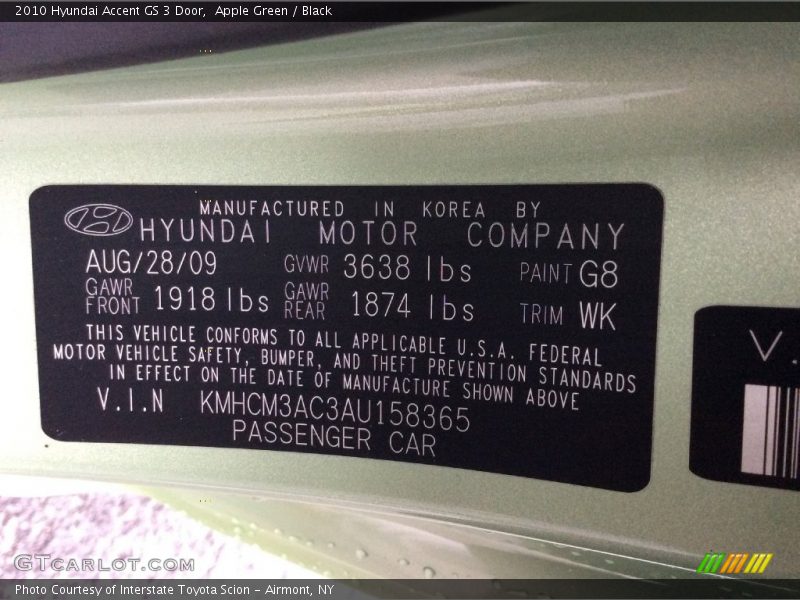 2010 Hyundai Accent GS 3 Door,  Apple Green / Black
MANUFACTURED IN KOREA BY
HYUNDAI MOTOR COMPANY
AUG/28/09 GVWR 3638 lbs PAINT G8
GAWR FRONT 1918 lbs GAWR REAR 1874 lbs TRIM WK
THIS VEHICLE CONFORMS TO ALL APPLICABLE U.S.A. FEDERAL
MOTOR VEHICLE SAFETY, BUMPER, AND THEFT PREVENTION STANDARDS
IN EFFECT ON THE DATE OF MANUFACTURE SHOWN ABOVE
V.I.N KMHCM3AC3AU158365
PASSENGER CAR
V.
GTcarlot.com
Photo Courtesy of Interstate Toyota Scion - Airmont, NY